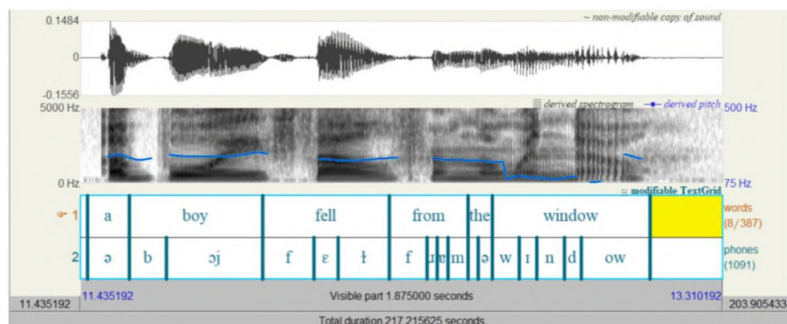 0.1484
~ non-modifiable copy of sound
0
-0.1556
5000 Hz
derived spectrogram
derived pitch
500 Hz
0 Hz
75 Hz
modifiable TextGrid
1
a boy fell from the window
words
(8/387)
2
ə b ɔj f ɛ ɫ f ɹ ɐ m ə w ɪ n d ow
phones
(1091)
11.435192
11.435192
Visible part 1.875000 seconds
13.310192
203.905433
Total duration 217.215625 seconds